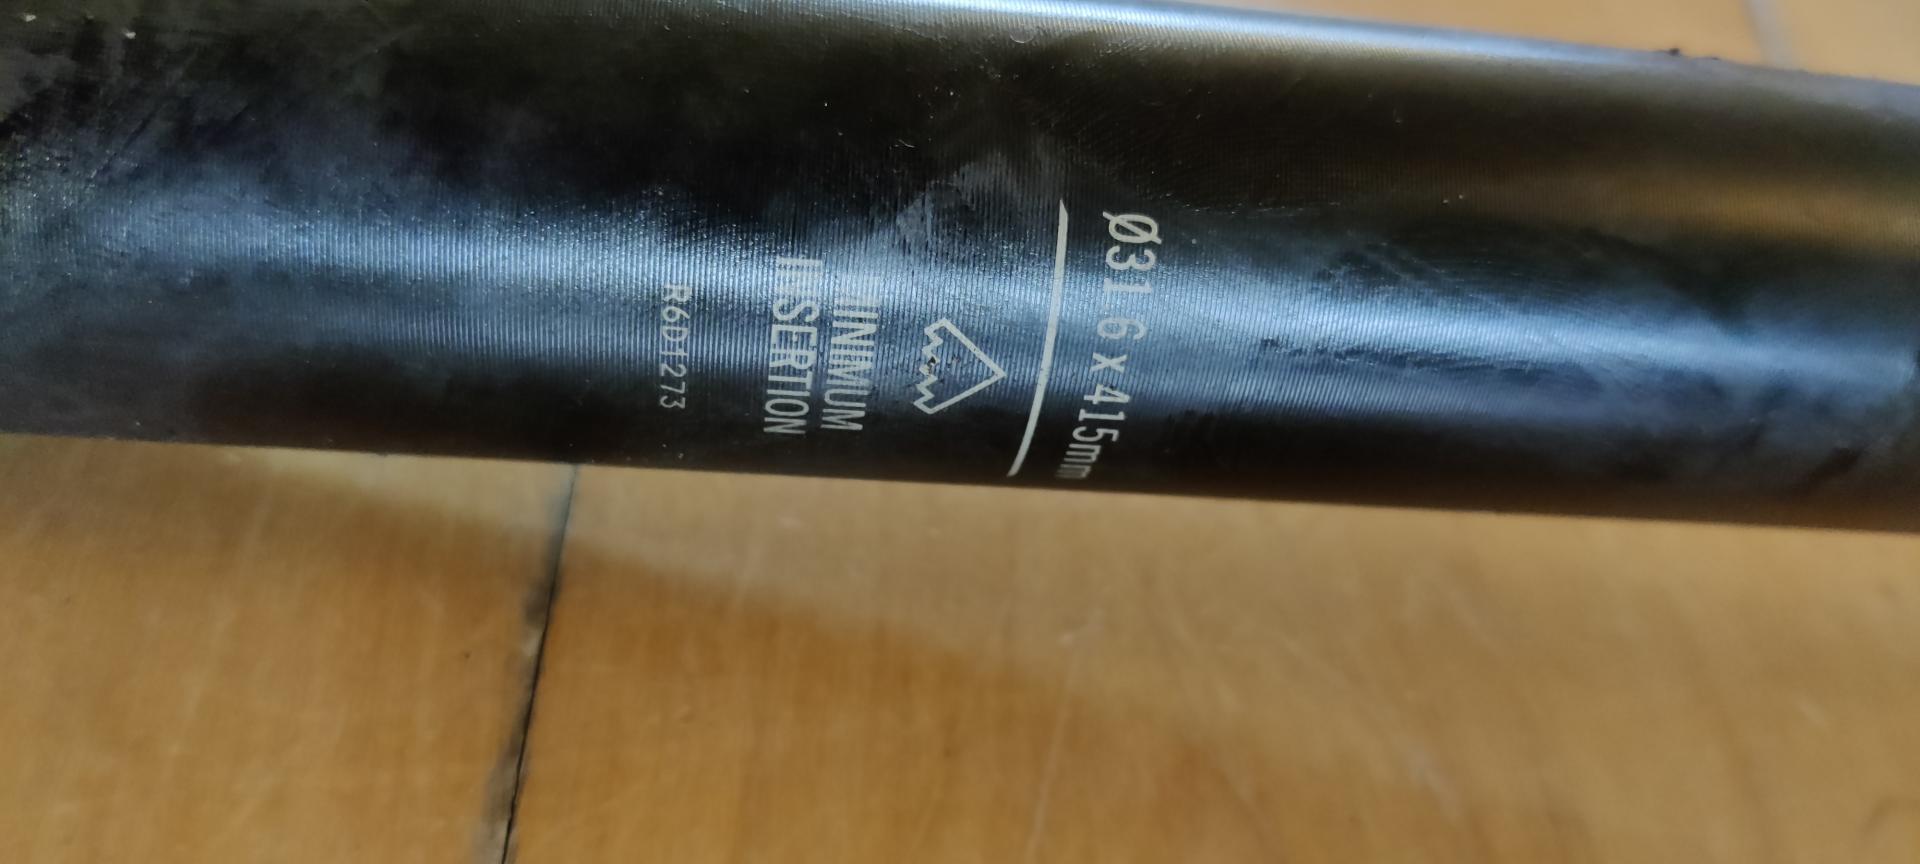 Ø31.6 x 415mm
MINIMUM
INSERTION
R6D1273